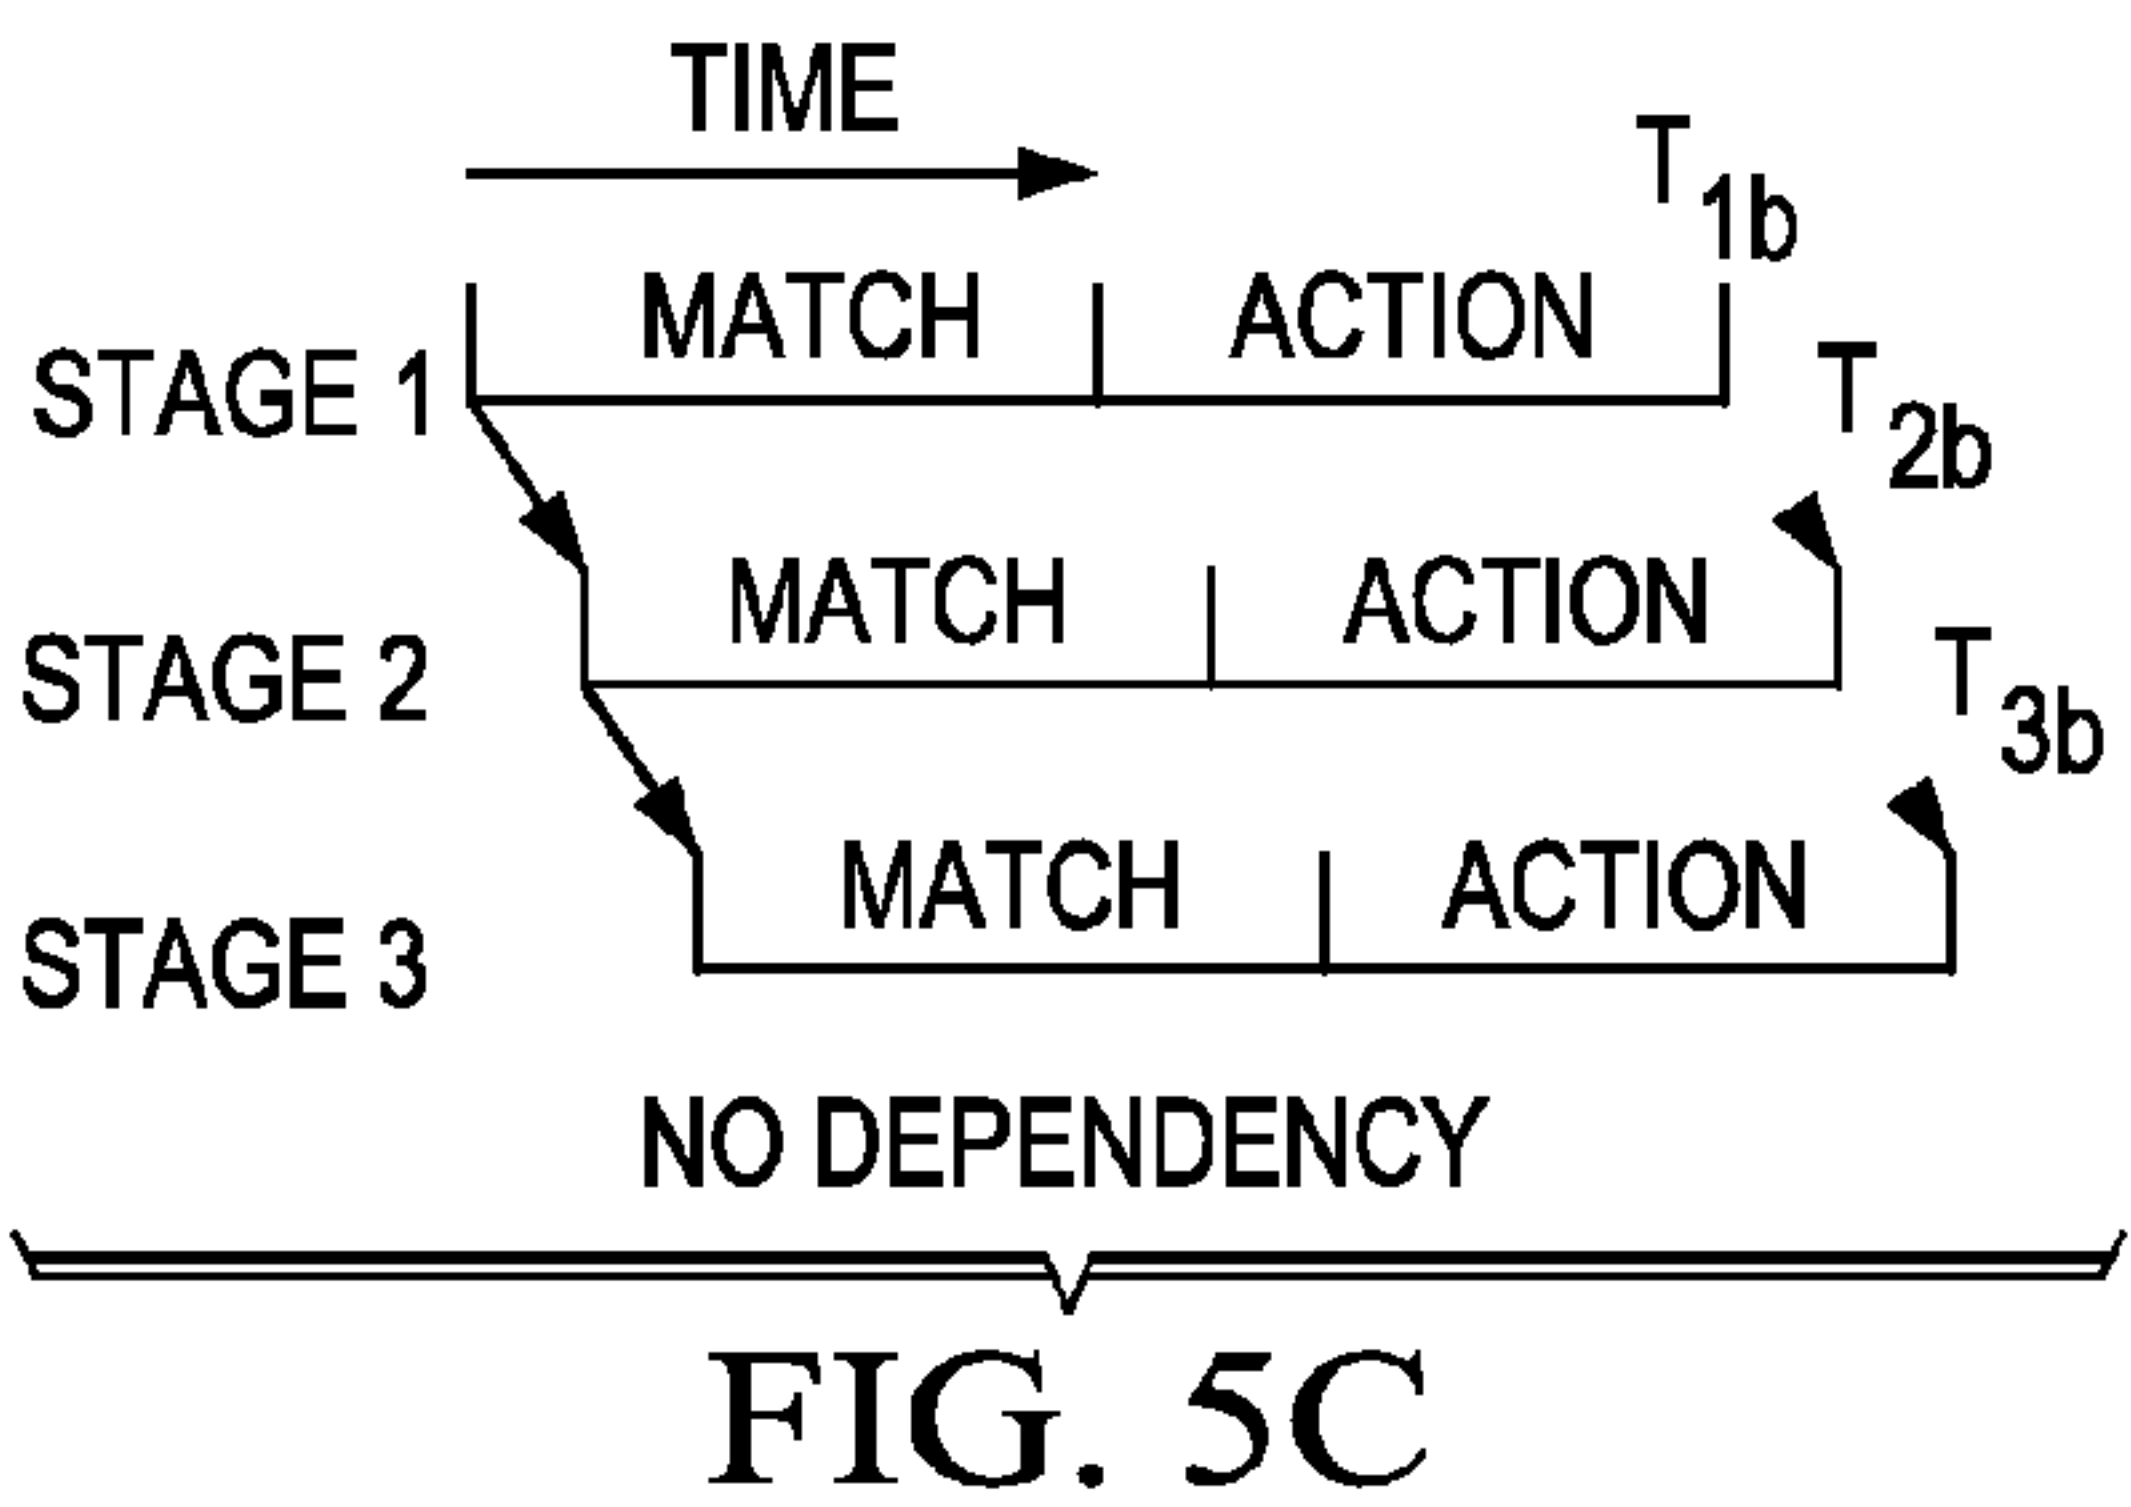 TIME
T1b
MATCH ACTION
STAGE 1
T2b
MATCH ACTION
STAGE 2
T3b
MATCH ACTION
STAGE 3
NO DEPENDENCY
FIG. 5C